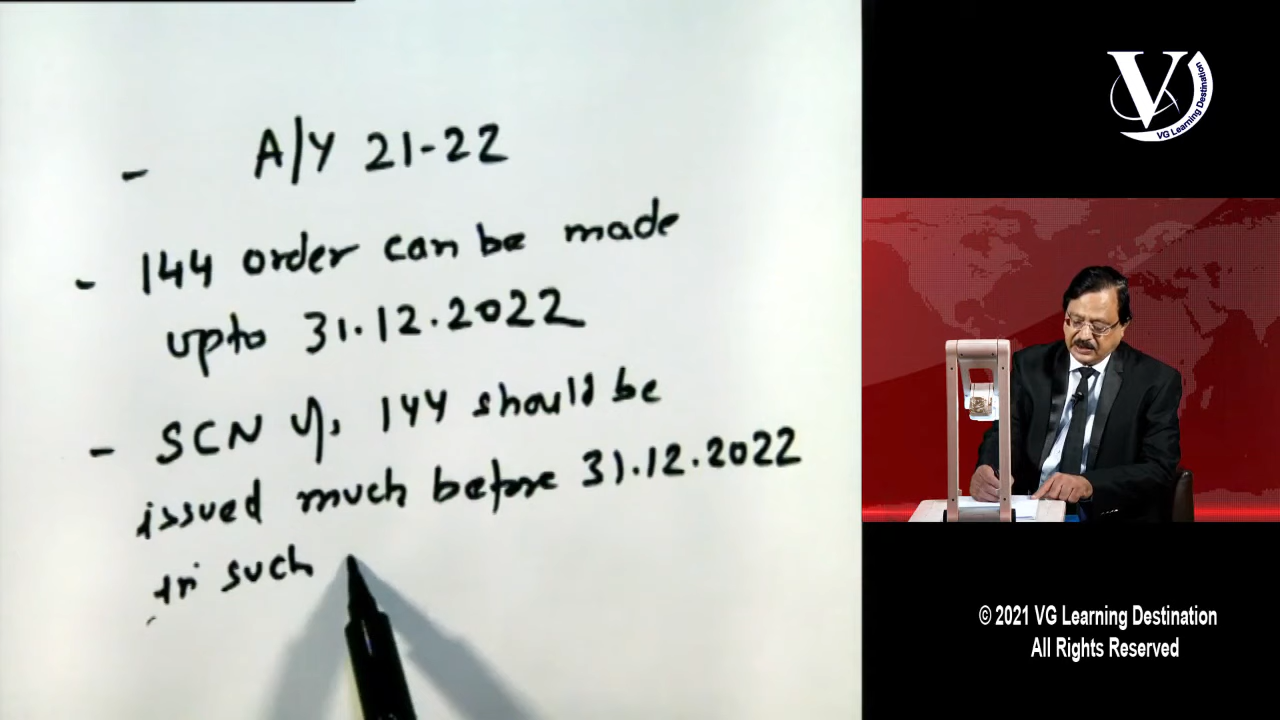 - A/Y 21-22
- 144 order can be made
upto 31.12.2022
- SCN u/s 144 should be
issued much before 31.12.2022
in such
V
VG Learning Destination
© 2021 VG Learning Destination
All Rights Reserved